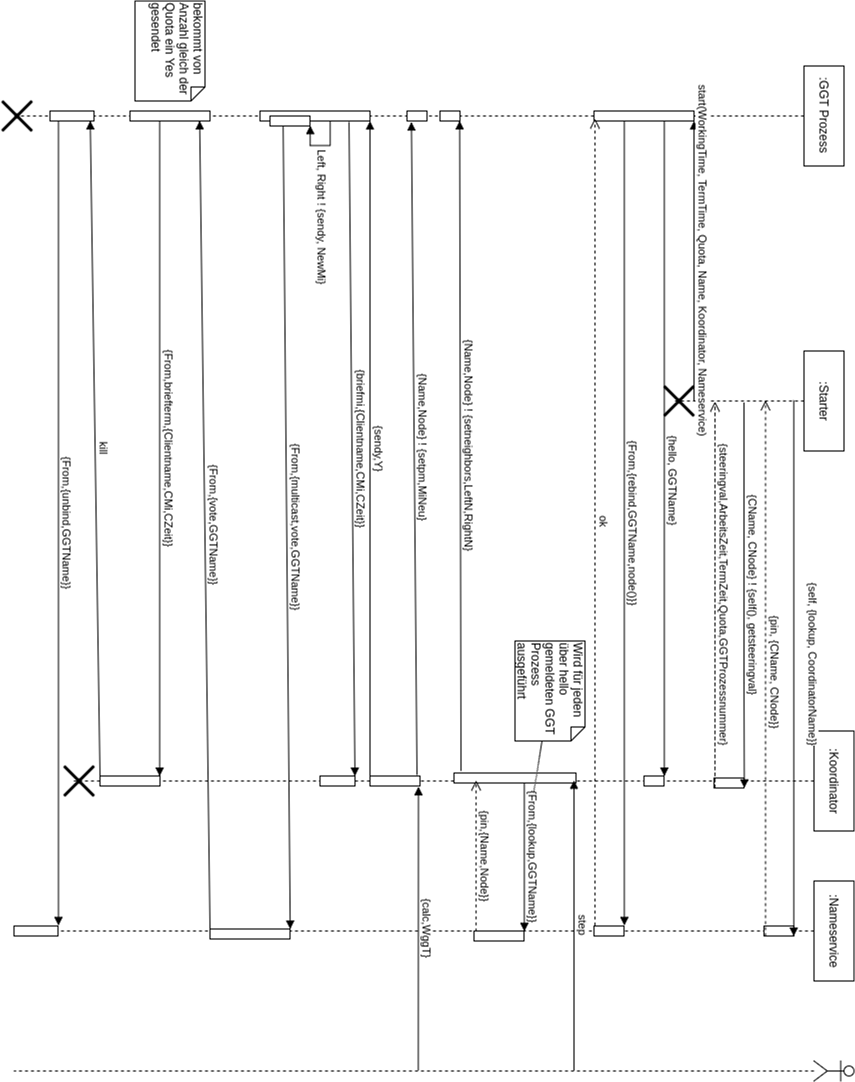 :GGT Prozess
:Starter
:Koordinator
:Nameservice
{self, {lookup, CoordinatorName}}
{pin, {CName, CNode}}
{CName, CNode} ! {self(), getsteeringval}
{steeringval,ArbeitsZeit,TermZeit,Quota,GGTProzessnummer}
start(WorkingTime, TermTime, Quota, Name, Koordinator, Nameservice)
{hello, GGTName}
{From,{rebind,GGTName,node()}}
ok
step
Wird für jeden
über hello
gemeldeten GGT
Prozess
ausgeführt
{From,{lookup,GGTName}}
{pin,{Name,Node}}
{Name,Node} ! {setneighbors,LeftN,RightN}
{calc,WggT}
{Name,Node} ! {setpm,MiNeu}
{sendy,Y}
{briefmi,{Clientname,CMi,CZeit}}
Left, Right ! {sendy, NewMi}
{From,{multicast,vote,GGTName}}
{From,{vote,GGTName}}
bekommt von
Anzahl gleich der
Quota ein Yes
gesendet
{From,briefterm,{Clientname,CMi,CZeit}}
kill
{From,{unbind,GGTName}}